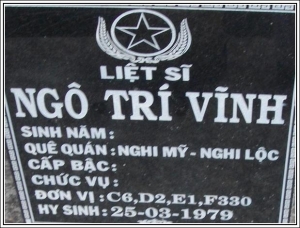 LIỆT SĨ
NGÔ TRÍ VĨNH
SINH NĂM :
QUÊ QUÁN : NGHI MỸ - NGHI LỘC
CẤP BẬC :
CHỨC VỤ :
ĐƠN VỊ : C6,D2,E1,F330
HY SINH : 25-03-1979